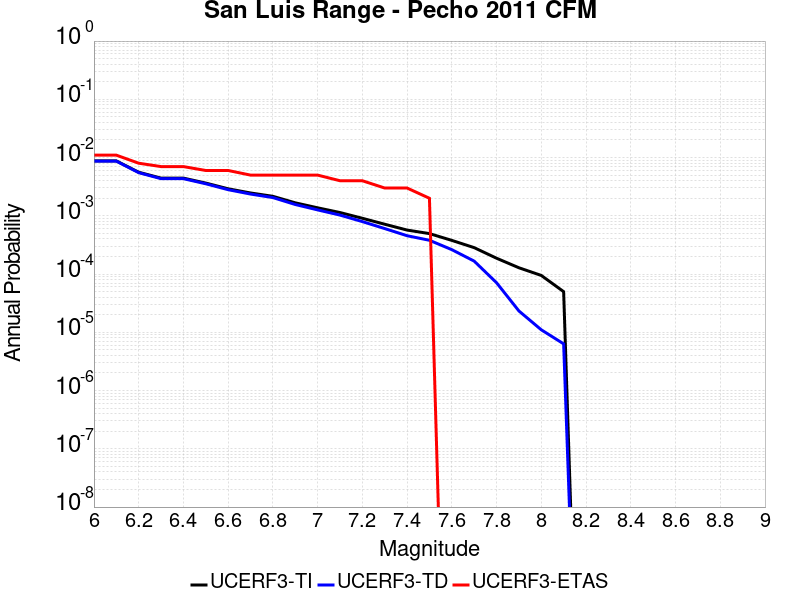 San Luis Range - Pecho 2011 CFM
10^0
10^-1
10^-2
10^-3
10^-4
10^-5
10^-6
10^-7
10^-8
Annual Probability
6 6.2 6.4 6.6 6.8 7 7.2 7.4 7.6 7.8 8 8.2 8.4 8.6 8.8 9
Magnitude
UCERF3-TI UCERF3-TD UCERF3-ETAS